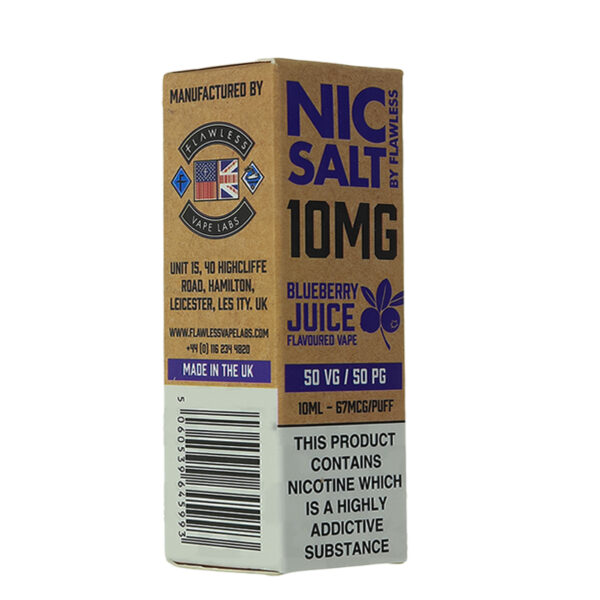 MANUFACTURED BY
FLAWLESS
VAPE LABS
UNIT 15, 40 HIGHCLIFFE
ROAD, HAMILTON,
LEICESTER, LE5 1TY. UK
WWW.FLAWLESSVAPELABS.COM
+44 (0) 116 234 4820
MADE IN THE UK
5060539645993
NIC
SALT
BY FLAWLESS
10MG
BLUEBERRY
JUICE
FLAVOURED VAPE
50 VG / 50 PG
10ML - 67MCG/PUFF
THIS PRODUCT
CONTAINS
NICOTINE WHICH
IS A HIGHLY
ADDICTIVE
SUBSTANCE